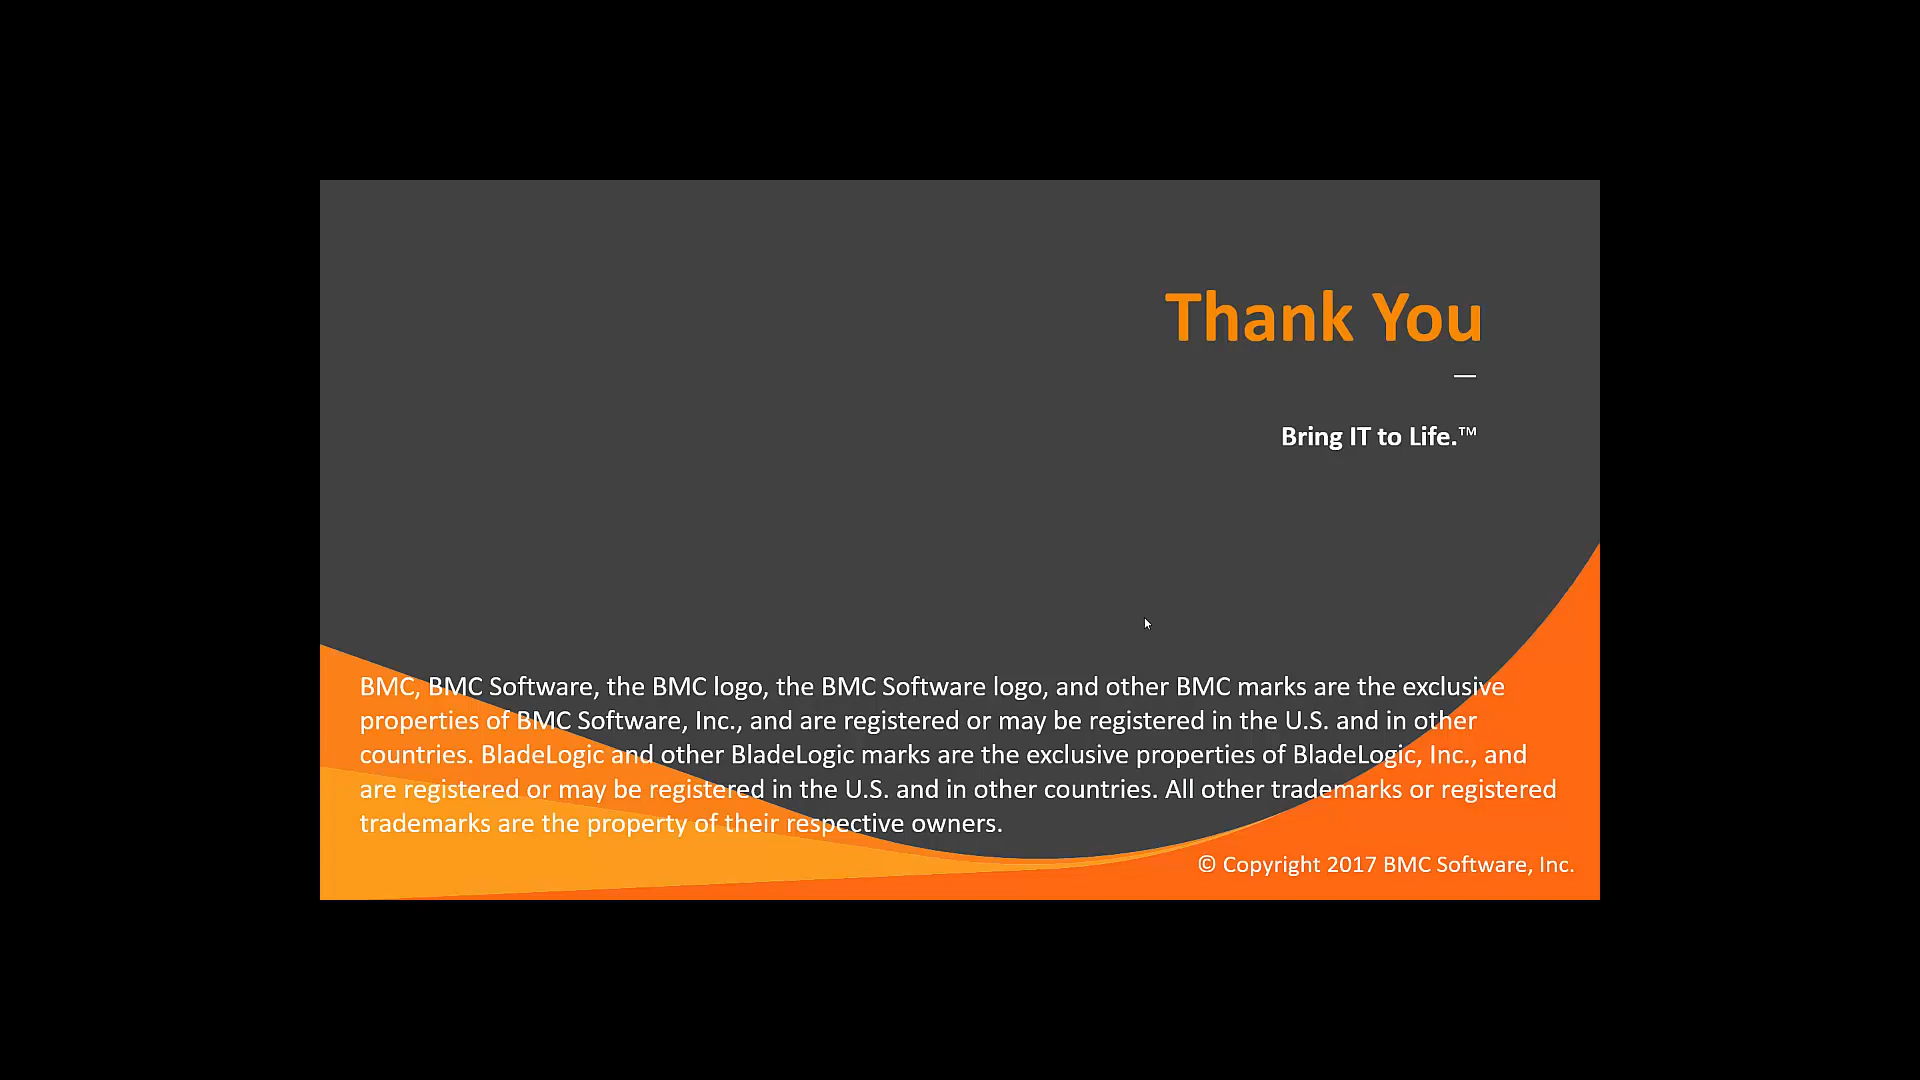 Thank You
—
Bring IT to Life.™
BMC, BMC Software, the BMC logo, the BMC Software logo, and other BMC marks are the exclusive
properties of BMC Software, Inc., and are registered or may be registered in the U.S. and in other
countries. BladeLogic and other BladeLogic marks are the exclusive properties of BladeLogic, Inc., and
are registered or may be registered in the U.S. and in other countries. All other trademarks or registered
trademarks are the property of their respective owners.
© Copyright 2017 BMC Software, Inc.